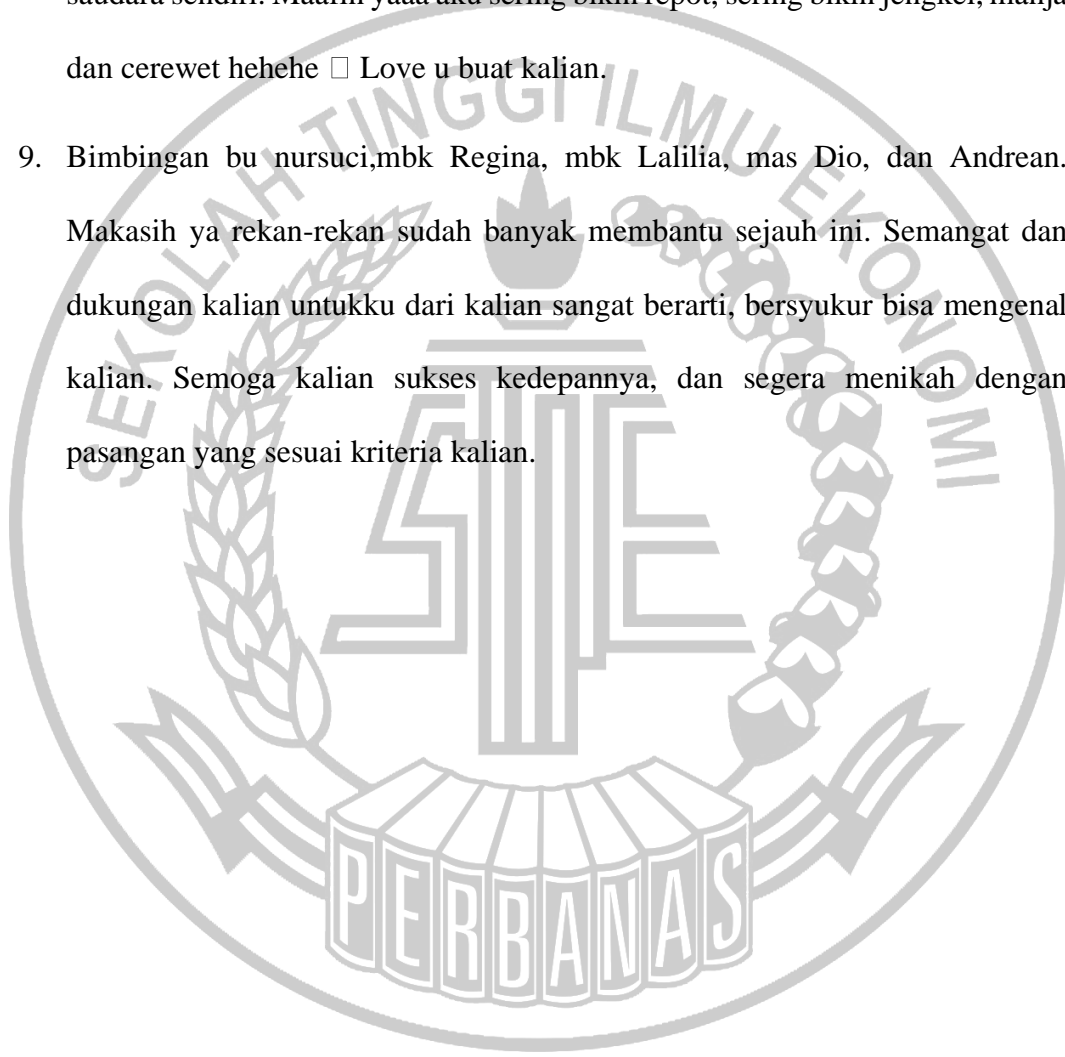 saudara sendiri. Maafin yaaa aku sering bikin repot, sering bikin jengkel, manja
dan cerewet hehehe □ Love u buat kalian.
9. Bimbingan bu nursuci,mbk Regina, mbk Lalilia, mas Dio, dan Andrean.
Makasih ya rekan-rekan sudah banyak membantu sejauh ini. Semangat dan
dukungan kalian untukku dari kalian sangat berarti, bersyukur bisa mengenal
kalian. Semoga kalian sukses kedepannya, dan segera menikah dengan
pasangan yang sesuai kriteria kalian.
SEKOLAH TINGGI ILMU EKONOMI
STIE
PERBANAS